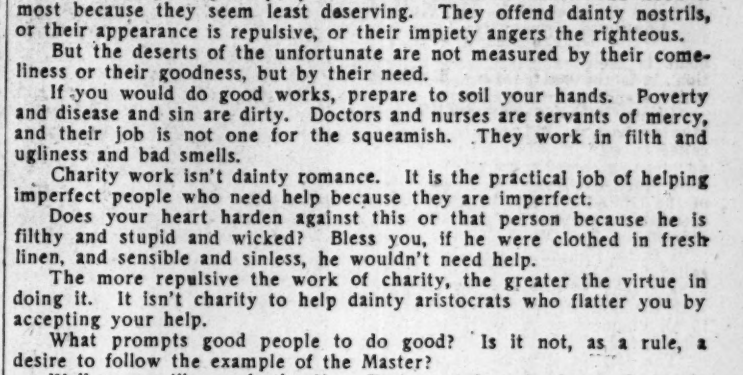 most because they seem least deserving. They offend dainty nostrils,
or their appearance is repulsive, or their impiety angers the righteous.
But the deserts of the unfortunate are not measured by their come-
liness or their goodness, but by their need.
If you would do good works, prepare to soil your hands. Poverty
and disease and sin are dirty. Doctors and nurses are servants of mercy,
and their job is not one for the squeamish. They work in filth and
ugliness and bad smells.
Charity work isn't dainty romance. It is the practical job of helping
imperfect people who need help because they are imperfect.
Does your heart harden against this or that person because he is
filthy and stupid and wicked? Bless you, if he were clothed in fresh
linen, and sensible and sinless, he wouldn't need help.
The more repulsive the work of charity, the greater the virtue in
doing it. It isn't charity to help dainty aristocrats who flatter you by
accepting your help.
What prompts good people to do good? Is it not, as a rule, a
desire to follow the example of the Master?